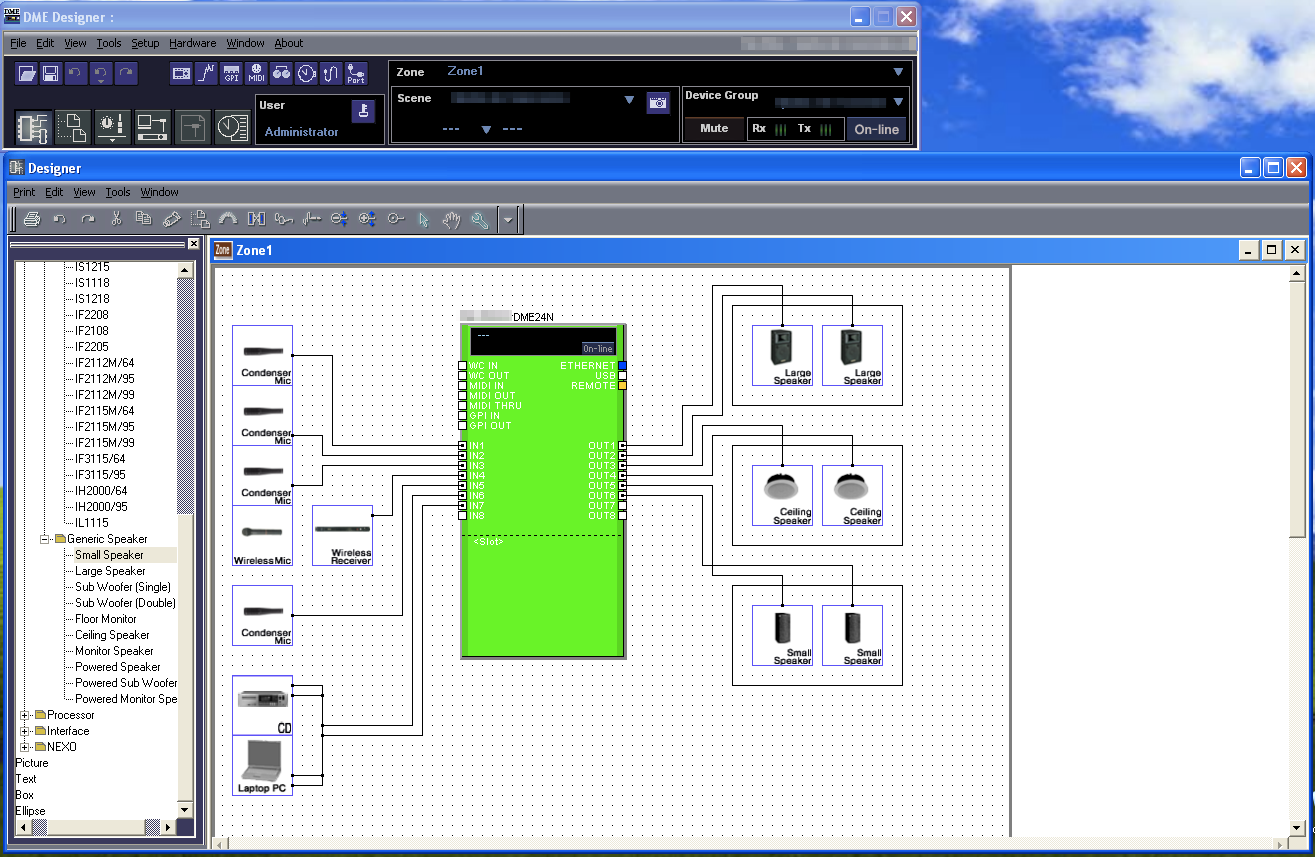 DME Designer :
File Edit View Tools Setup Hardware Window About
GPI MIDI Port
Zone Zone1
Scene
--- ---
User
Administrator
Device Group
Mute Rx Tx On-line
Designer
Print Edit View Tools Window
Zone Zone1
IS1215
IS1118
IS1218
IF2208
IF2108
IF2205
IF2112M/64
IF2112M/95
IF2112M/99
IF2115M/64
IF2115M/95
IF2115M/99
IF3115/64
IF3115/95
IH2000/64
IH2000/95
IL1115
Generic Speaker
Small Speaker
Large Speaker
Sub Woofer (Single)
Sub Woofer (Double)
Floor Monitor
Ceiling Speaker
Monitor Speaker
Powered Speaker
Powered Sub Woofer
Powered Monitor Spe
Processor
Interface
NEXO
Picture
Text
Box
Ellipse
Condenser
Mic
Condenser
Mic
Condenser
Mic
Wireless Mic
Wireless
Receiver
Condenser
Mic
CD
Laptop PC
DME24N
---
On-line
WC IN
WC OUT
MIDI IN
MIDI OUT
MIDI THRU
GPI IN
GPI OUT
IN1
IN2
IN3
IN4
IN5
IN6
IN7
IN8
<Slot>
ETHERNET
USB
REMOTE
OUT1
OUT2
OUT3
OUT4
OUT5
OUT6
OUT7
OUT8
Large
Speaker
Large
Speaker
Ceiling
Speaker
Ceiling
Speaker
Small
Speaker
Small
Speaker